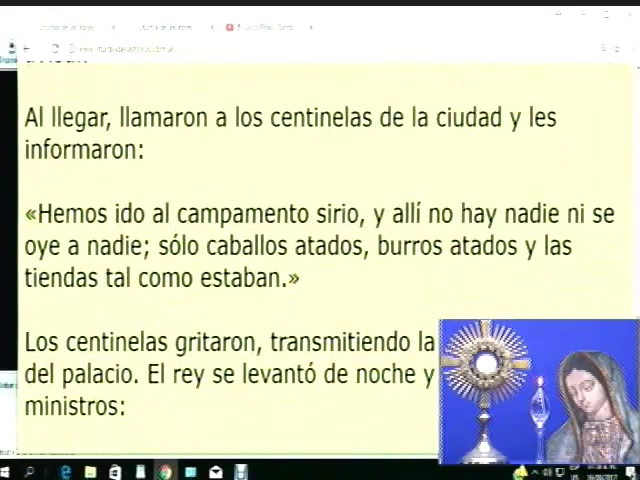 Al llegar, llamaron a los centinelas de la ciudad y les
informaron:
«Hemos ido al campamento sirio, y allí no hay nadie ni se
oye a nadie; sólo caballos atados, burros atados y las
tiendas tal como estaban.»
Los centinelas gritaron, transmitiendo la
del palacio. El rey se levantó de noche y
ministros: